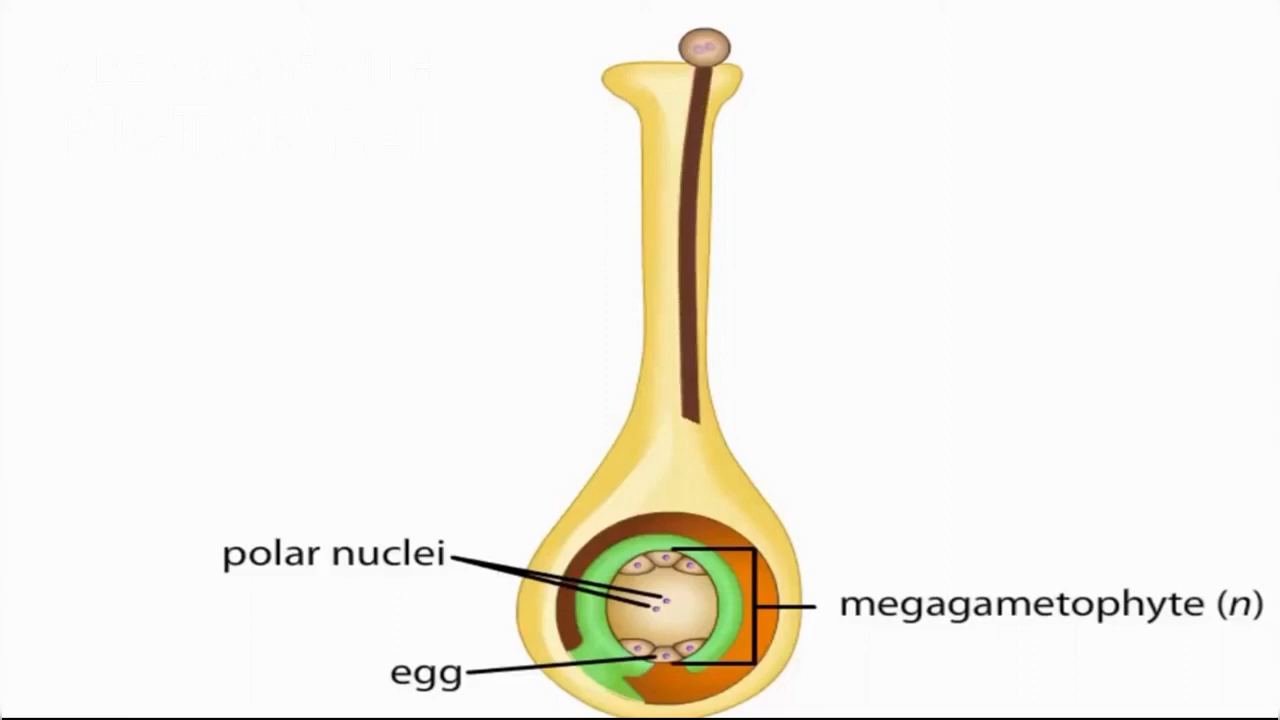 polar nuclei
megagametophyte (n)
egg